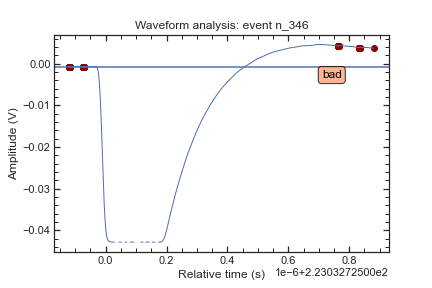 Waveform analysis: event n_346
0.00
−0.01
−0.02
−0.03
−0.04
Amplitude (V)
bad
0.0
0.2
0.4
0.6
0.8
Relative time (s)
1e−6+2.2303272500e2